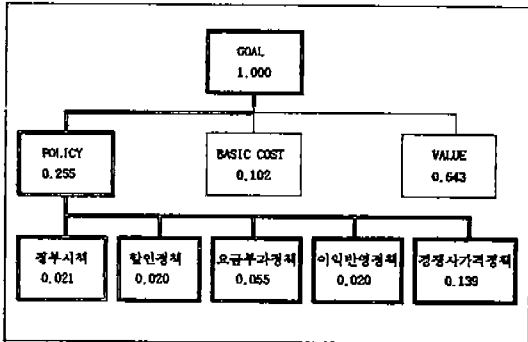 GOAL
1.000
POLICY
0.255
BASIC COST
0.102
VALUE
0.643
정부시책
0.021
할인정책
0.020
요금부과정책
0.055
이익반영정책
0.020
경쟁사가격정책
0.139